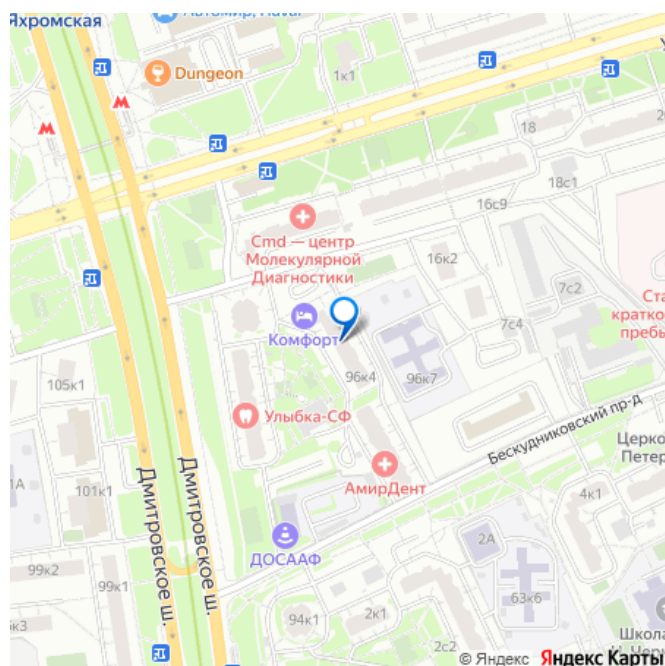 Яхромская
Автомир, Haval
Dungeon
1к1
18
16с9
18с1
Cmd — центр
Молекулярной
Диагностики
16к2
7с2
Комфорт
7с4
96к4
96к7
105к1
Улыбка-СФ
Бескудниковский пр-д
АмирДент
101к1
4к1
Дмитровское ш.
Дмитровское ш.
ДОСААФ
2А
99к2
99к1
63к6
94к1
2к1
2с2
© Яндекс Яндекс Карты